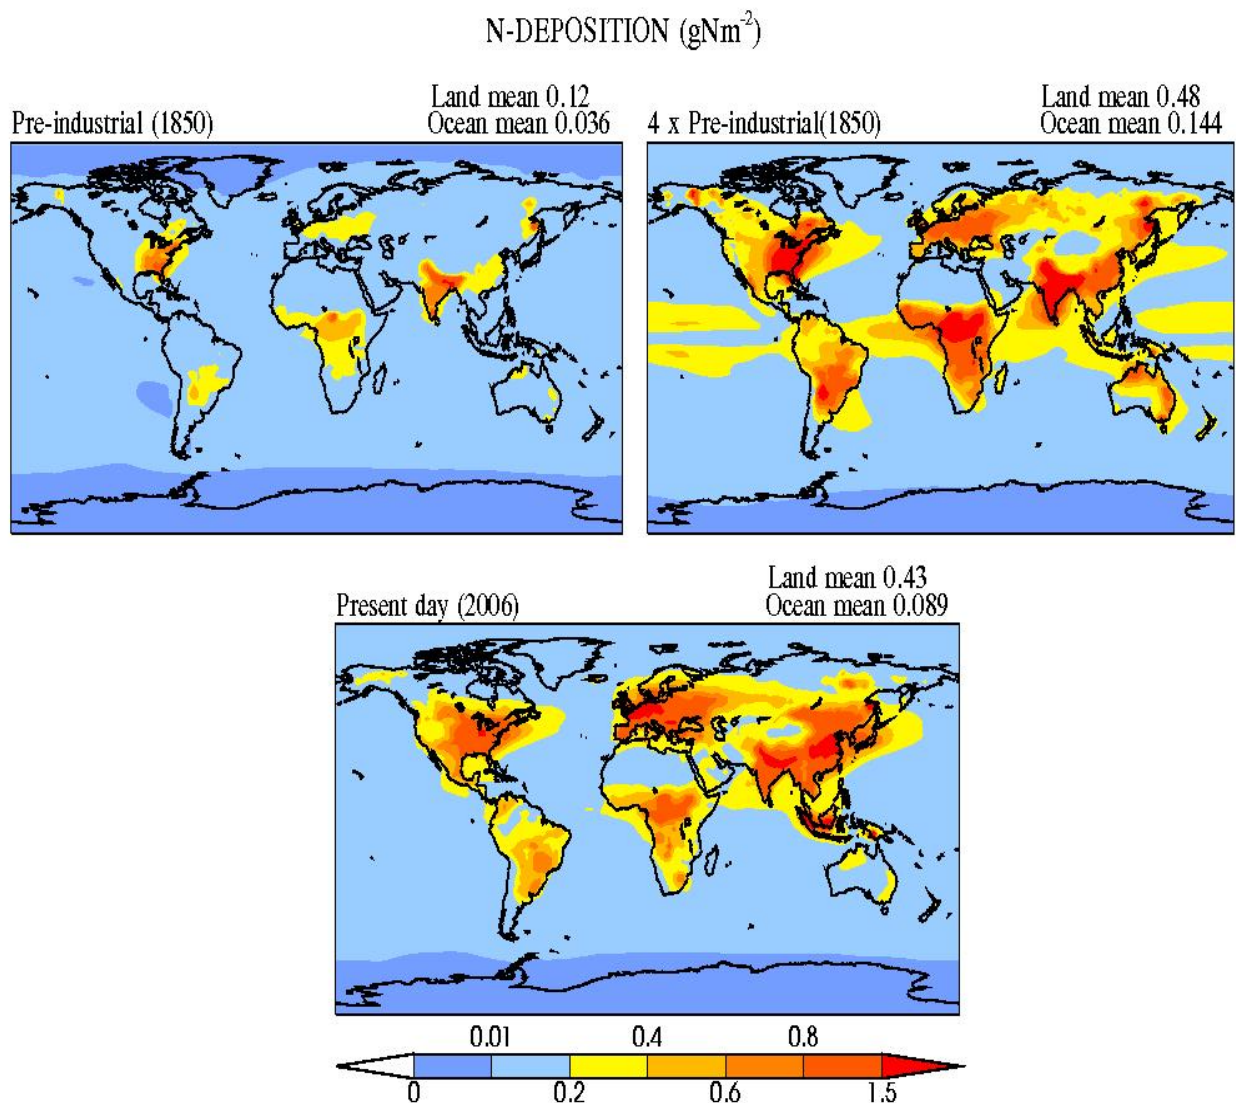 N-DEPOSITION (gNm-2)
Land mean 0.12
Pre-industrial (1850) Ocean mean 0.036
Land mean 0.48
4 x Pre-industrial(1850) Ocean mean 0.144
Land mean 0.43
Present day (2006) Ocean mean 0.089
0.01 0.4 0.8
0 0.2 0.6 1.5